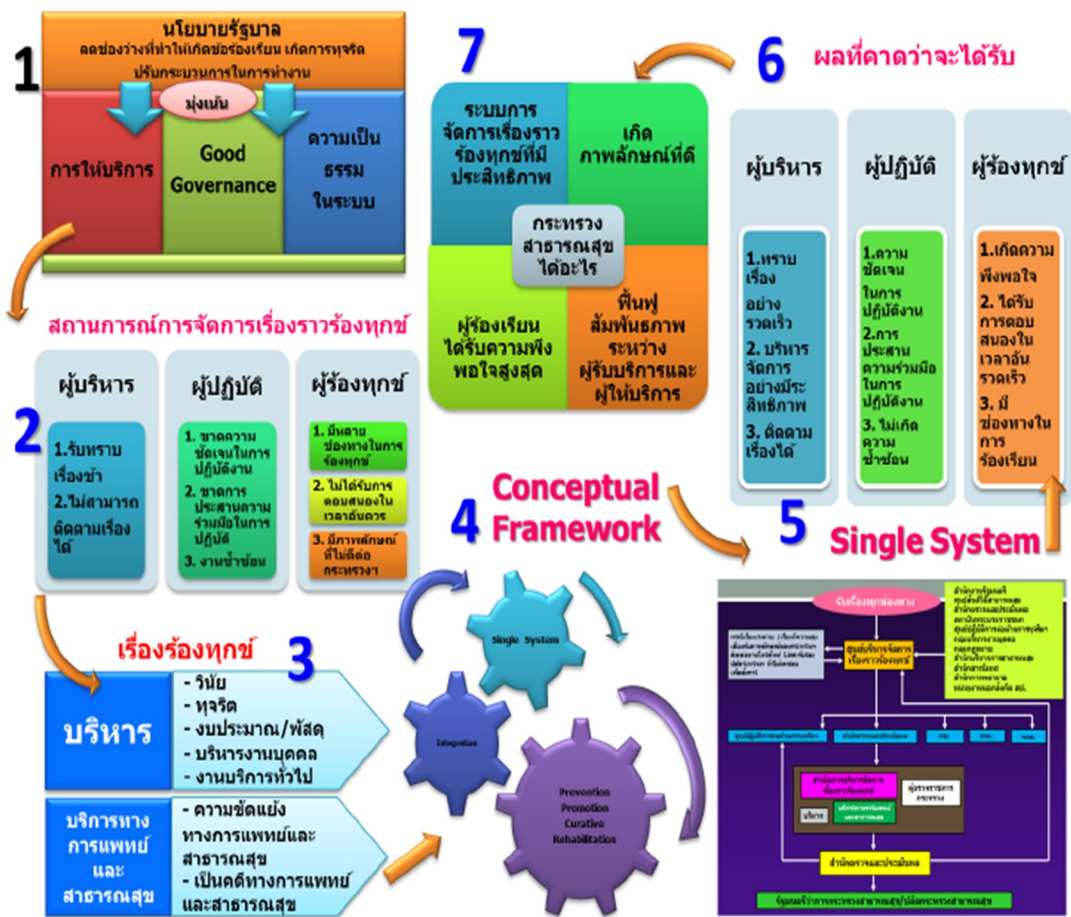 1
นโยบายรัฐบาล
ลดช่องว่างที่ทำให้เกิดข้อร้องเรียน เกิดการทุจริต
ปรับกระบวนการในการทำงาน
มุ่งเน้น
การให้บริการ
Good
Governance
ความเป็น
ธรรม
ในระบบ
สถานการณ์การจัดการเรื่องราวร้องทุกข์
2
ผู้บริหาร
1.รับทราบ
เรื่องช้า
2.ไม่สามารถ
ติดตามเรื่อง
ได้
ผู้ปฏิบัติ
1. ขาดความ
ชัดเจนในการ
ปฏิบัติงาน
2. ขาดการ
ประสานความ
ร่วมมือในการ
ปฏิบัติ
3. งานซ้ำซ้อน
ผู้ร้องทุกข์
1. มีหลาย
ช่องทางในการ
ร้องทุกข์
2. ไม่ได้รับการ
ตอบสนองใน
เวลาอันควร
3. มีภาพลักษณ์
ที่ไม่ดีต่อ
กระทรวงฯ
เรื่องร้องทุกข์
3
บริหาร
- วินัย
- ทุจริต
- งบประมาณ/พัสดุ
- บริหารงานบุคคล
- งานบริการทั่วไป
บริการทาง
การแพทย์
และ
สาธารณสุข
- ความขัดแย้ง
ทางการแพทย์และ
สาธารณสุข
- เป็นคดีทางการแพทย์
และสาธารณสุข
4
Conceptual
Framework
Single System
Integration
Prevention
Promotion
Curative
Rehabilitation
5
Single System
รับเรื่องทุกช่องทาง
ศูนย์บริหารจัดการ
เรื่องราวร้องทุกข์
สำนักตรวจและประเมินผล
รัฐมนตรีว่าการกระทรวงสาธารณสุข/ปลัดกระทรวงสาธารณสุข
6
ผลที่คาดว่าจะได้รับ
ผู้บริหาร
1.ทราบ
เรื่อง
อย่าง
รวดเร็ว
2. บริหาร
จัดการ
อย่างมีประ
สิทธิภาพ
3. ติดตาม
เรื่องได้
ผู้ปฏิบัติ
1.ความ
ชัดเจน
ในการ
ปฏิบัติงาน
2.การ
ประสาน
ความร่วมมือ
ในการ
ปฏิบัติงาน
3. ไม่เกิด
ความ
ซ้ำซ้อน
ผู้ร้องทุกข์
1.เกิดความ
พึงพอใจ
2. ได้รับ
การตอบ
สนองใน
เวลาอัน
รวดเร็ว
3. มี
ช่องทางใน
การ
ร้องเรียน
7
ระบบการ
จัดการเรื่องราว
ร้องทุกข์ที่มี
ประสิทธิภาพ
เกิด
ภาพลักษณ์ที่ดี
กระทรวง
สาธารณสุข
ได้อะไร
ผู้ร้องเรียน
ได้รับความพึง
พอใจสูงสุด
ฟื้นฟู
สัมพันธภาพ
ระหว่าง
ผู้รับบริการและ
ผู้ให้บริการ